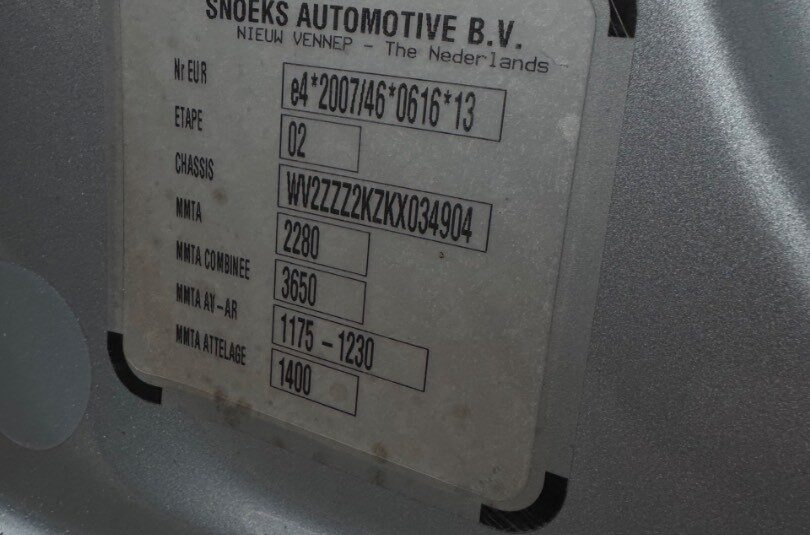 SNOEKS AUTOMOTIVE B.V.
NIEUW VENNEP - The Nederlands
Nr EUR e4*2007/46*0616*13
ETAPE 02
CHASSIS WV2ZZZ2KZKX034904
MMTA 2280
MMTA COMBINEE 3650
MMTA AV-AR 1175 - 1230
MMTA ATTELAGE 1400